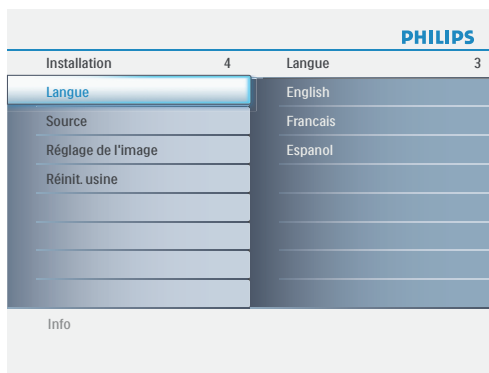 PHILIPS
Installation 4 Langue 3
Langue English
Source Francais
Réglage de l'image Espanol
Réinit. usine
Info